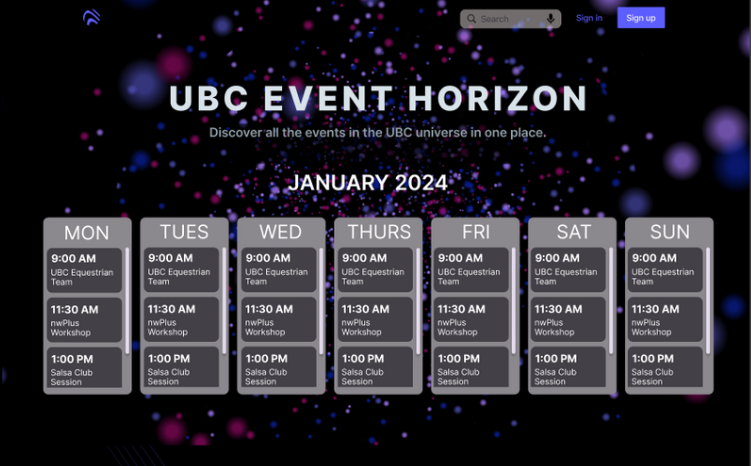 Search
Sign in
Sign up
UBC EVENT HORIZON
Discover all the events in the UBC universe in one place.
JANUARY 2024
MON
9:00 AM
UBC Equestrian
Team
11:30 AM
nwPlus
Workshop
1:00 PM
Salsa Club
Session
TUES
9:00 AM
UBC Equestrian
Team
11:30 AM
nwPlus
Workshop
1:00 PM
Salsa Club
Session
WED
9:00 AM
UBC Equestrian
Team
11:30 AM
nwPlus
Workshop
1:00 PM
Salsa Club
Session
THURS
9:00 AM
UBC Equestrian
Team
11:30 AM
nwPlus
Workshop
1:00 PM
Salsa Club
Session
FRI
9:00 AM
UBC Equestrian
Team
11:30 AM
nwPlus
Workshop
1:00 PM
Salsa Club
Session
SAT
9:00 AM
UBC Equestrian
Team
11:30 AM
nwPlus
Workshop
1:00 PM
Salsa Club
Session
SUN
9:00 AM
UBC Equestrian
Team
11:30 AM
nwPlus
Workshop
1:00 PM
Salsa Club
Session